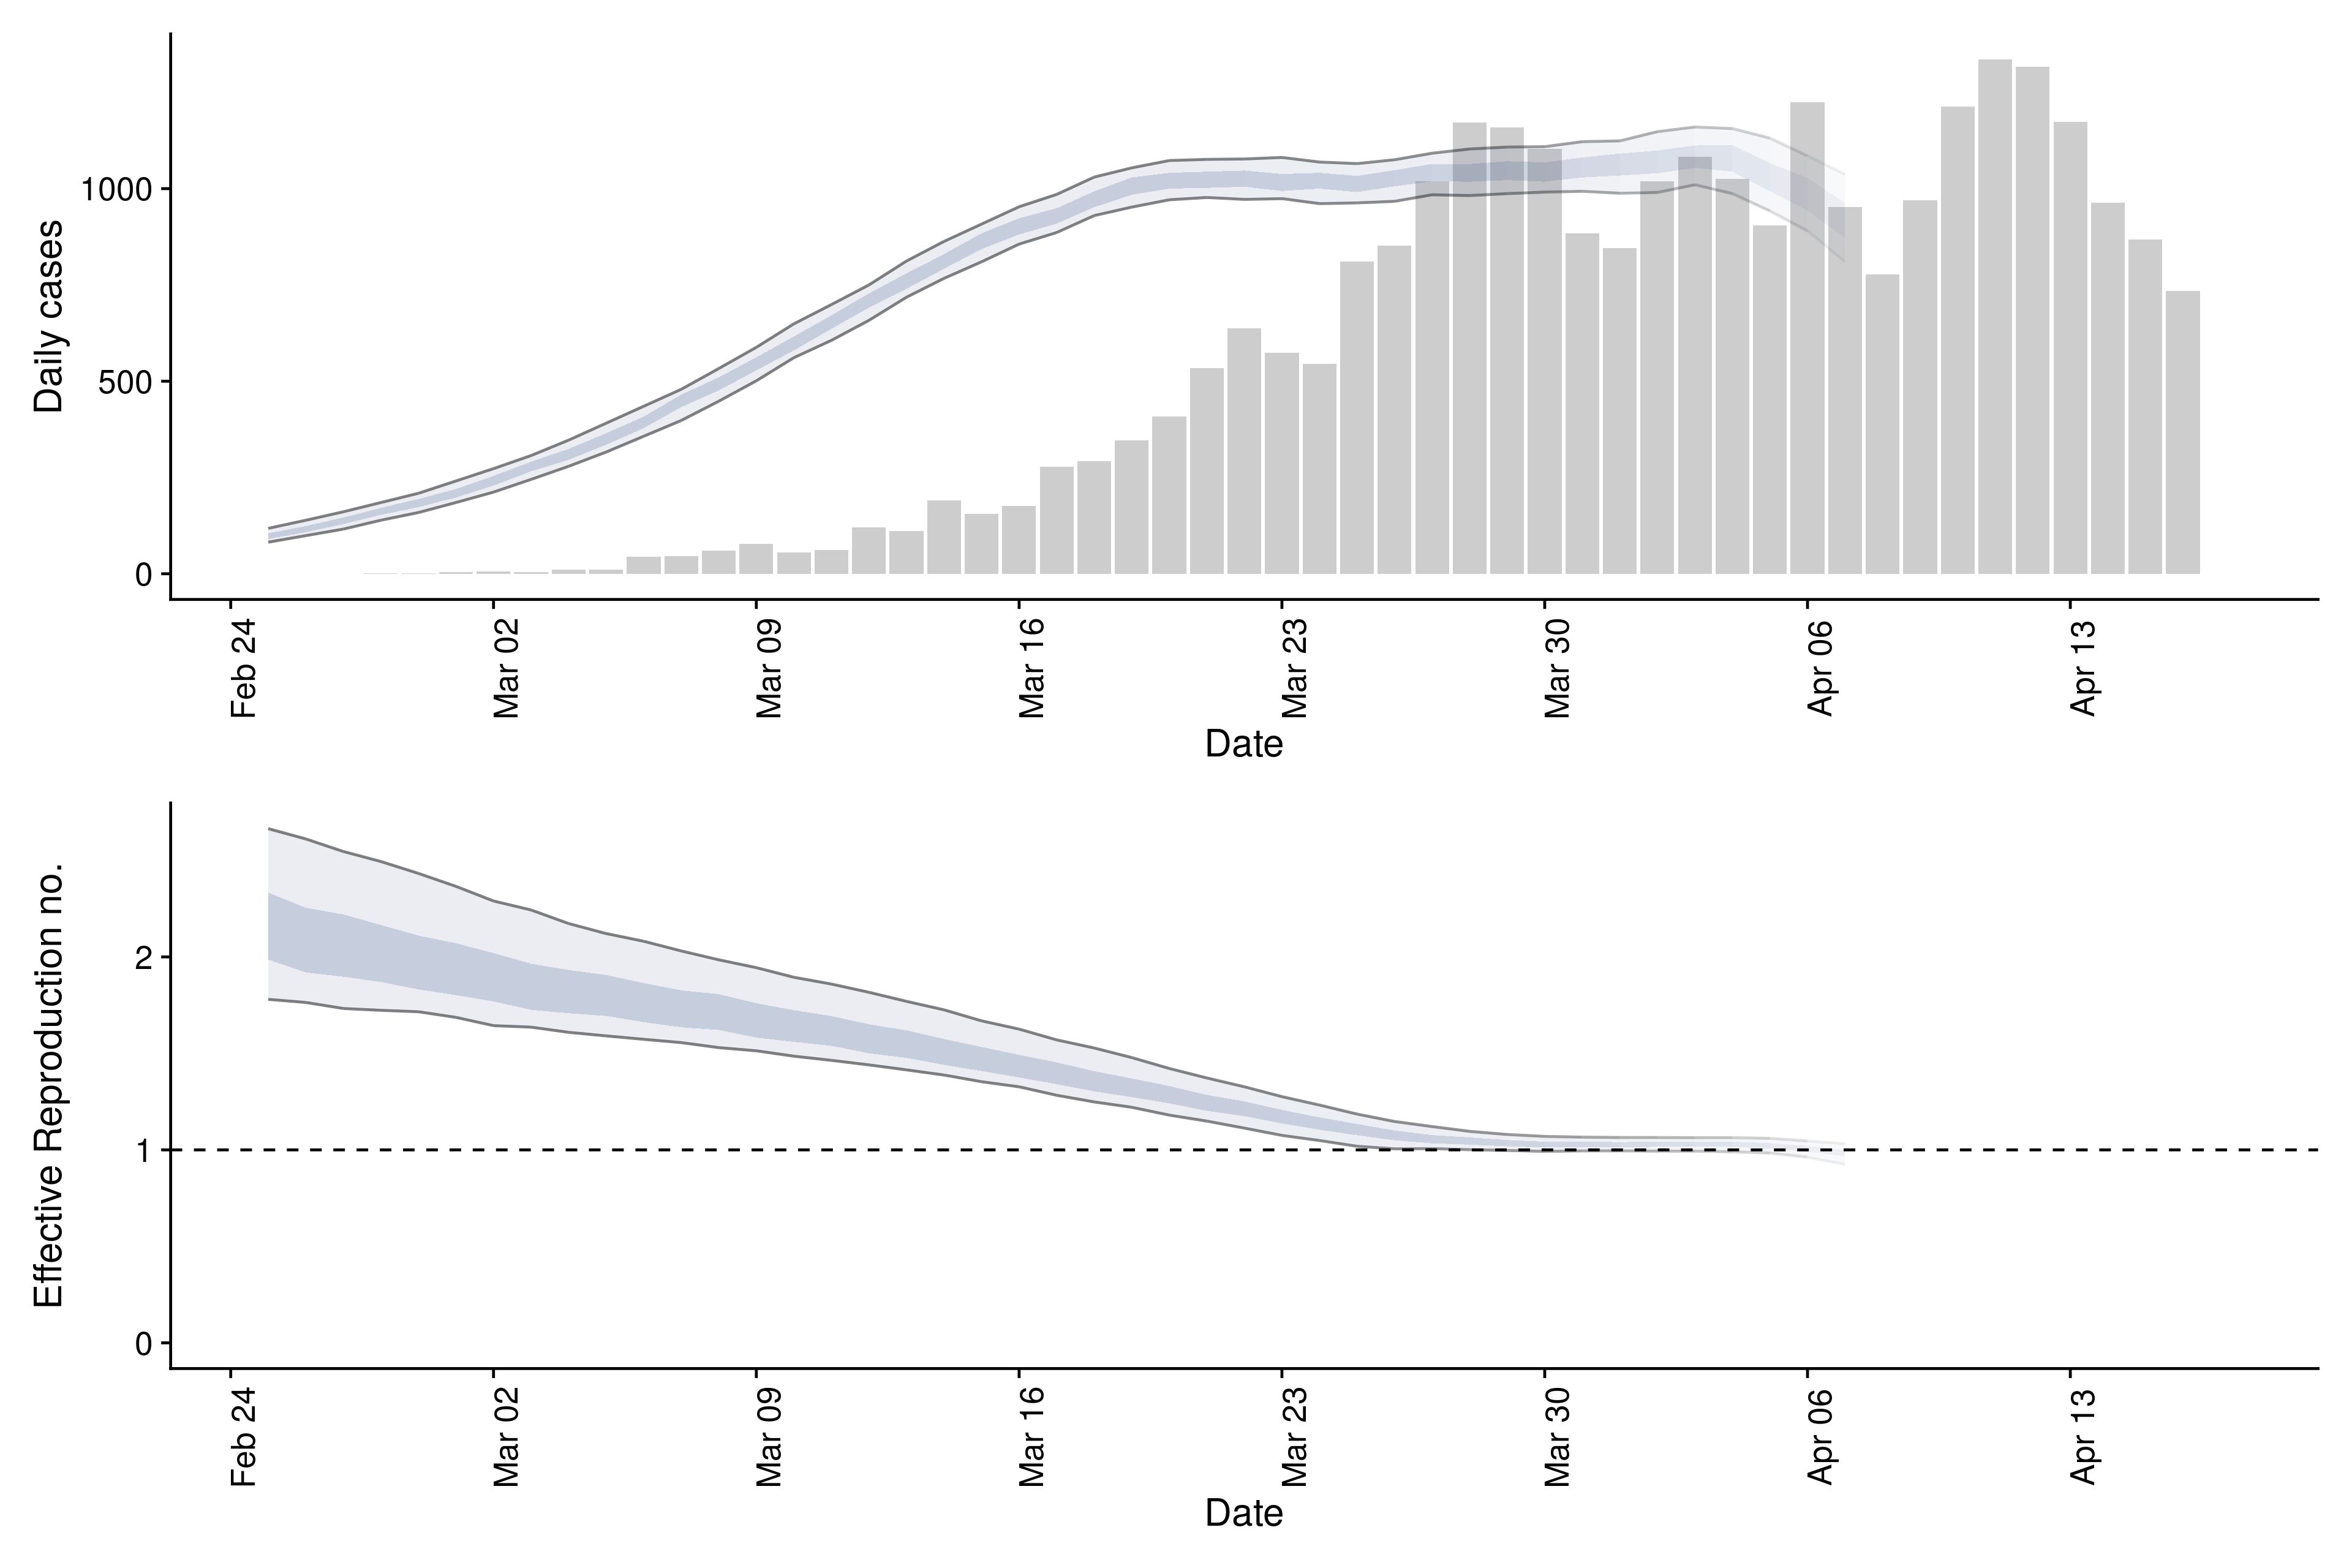 Daily cases
1000
500
0
Feb 24
Mar 02
Mar 09
Mar 16
Mar 23
Mar 30
Apr 06
Apr 13
Date
Effective Reproduction no.
2
1
0
Feb 24
Mar 02
Mar 09
Mar 16
Mar 23
Mar 30
Apr 06
Apr 13
Date